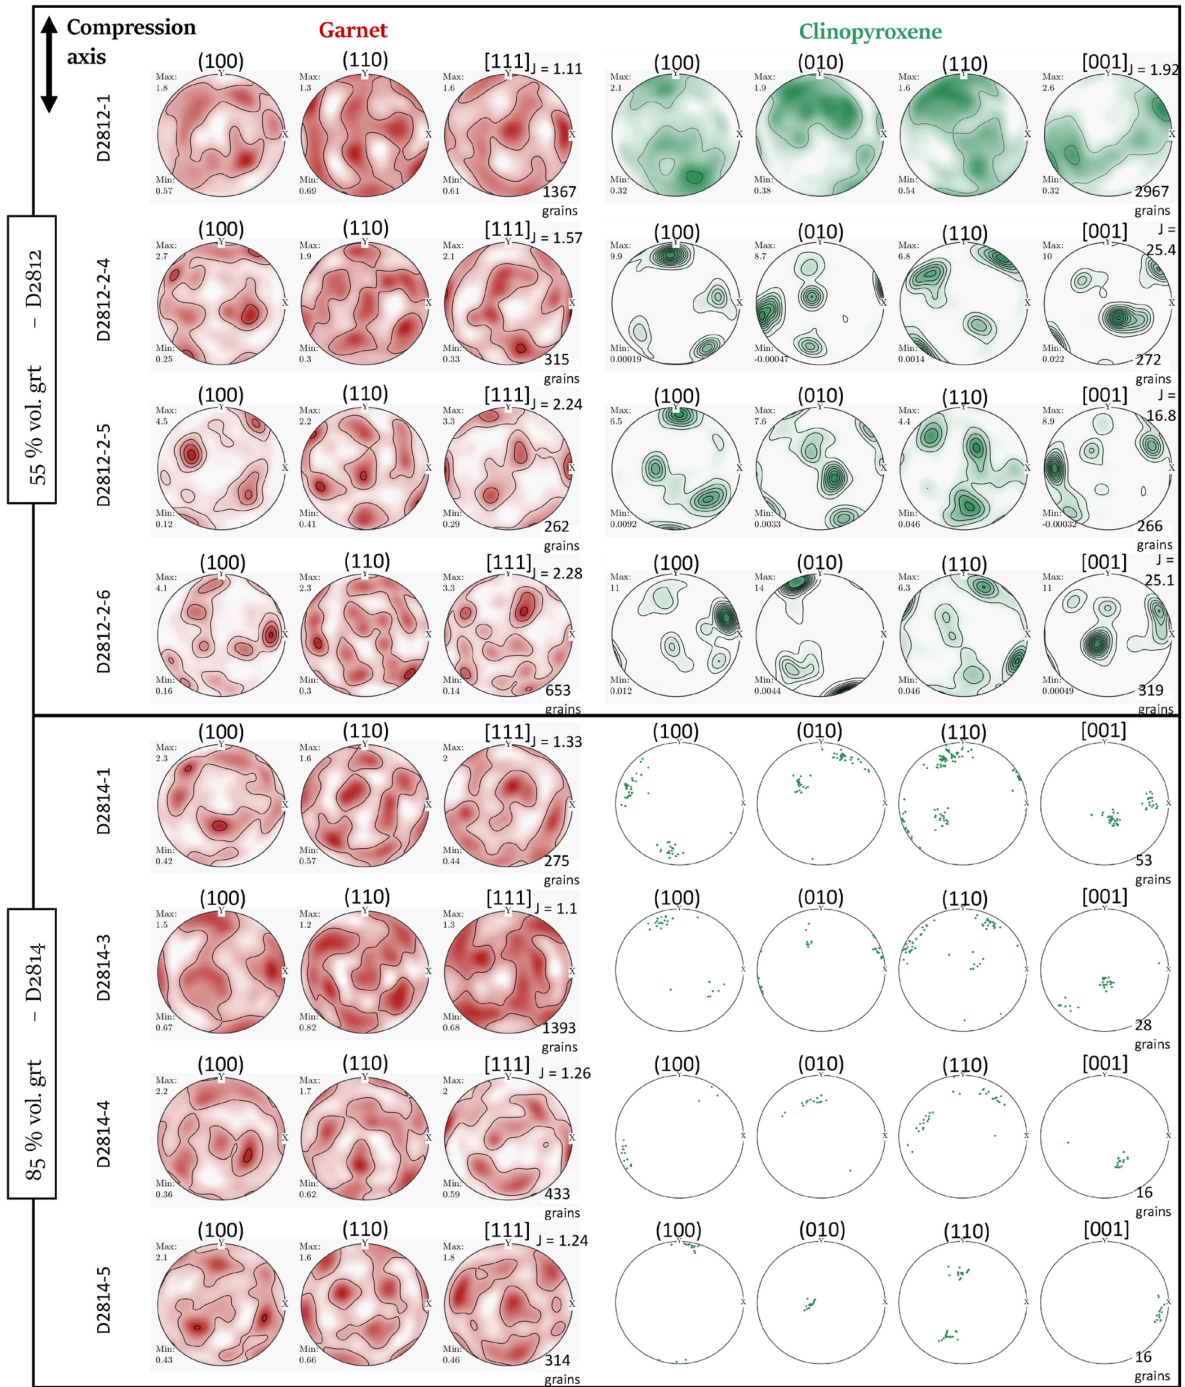 Compression
axis
Garnet
Clinopyroxene
55 % vol. grt – D2812
D2812-1
(100) (110) [111] J = 1.11
(100) (010) (110) [001] J = 1.92
Y X
Max: 1.8 Min: 0.57
Max: 1.3 Min: 0.69
Max: 1.6 Min: 0.61
1367
grains
Max: 2.1 Min: 0.32
Max: 1.9 Min: 0.38
Max: 1.6 Min: 0.54
Max: 2.6 Min: 0.32
2967
grains
D2812-2-4
(100) (110) [111] J = 1.57
(100) (010) (110) [001] J =
25.4
Y X
Max: 2.7 Min: 0.25
Max: 1.9 Min: 0.3
Max: 2.1 Min: 0.33
315
grains
Max: 9.9 Min: 0.00019
Max: 8.7 Min: -0.00047
Max: 6.8 Min: 0.0014
Max: 10 Min: 0.022
272
grains
D2812-2-5
(100) (110) [111] J = 2.24
(100) (010) (110) [001] J =
16.8
Y X
Max: 4.5 Min: 0.12
Max: 2.2 Min: 0.41
Max: 3.3 Min: 0.29
262
grains
Max: 6.5 Min: 0.0092
Max: 7.6 Min: 0.0033
Max: 4.4 Min: 0.046
Max: 8.9 Min: -0.00032
266
grains
D2812-6
(100) (110) [111] J = 2.28
(100) (010) (110) [001] J =
25.1
Y X
Max: 4.1 Min: 0.16
Max: 2.3 Min: 0.3
Max: 3.3 Min: 0.14
653
grains
Max: 11 Min: 0.012
Max: 14 Min: 0.0044
Max: 6.3 Min: 0.046
Max: 11 Min: 0.00049
319
grains
85 % vol. grt – D2814
D2814-1
(100) (110) [111] J = 1.33
(100) (010) (110) [001]
Y X
Max: 2.3 Min: 0.42
Max: 1.6 Min: 0.57
Max: 2 Min: 0.44
275
grains
53
grains
D2814-3
(100) (110) [111] J = 1.1
(100) (010) (110) [001]
Y X
Max: 1.5 Min: 0.67
Max: 1.2 Min: 0.82
Max: 1.3 Min: 0.68
1393
grains
28
grains
D2814-4
(100) (110) [111] J = 1.26
(100) (010) (110) [001]
Y X
Max: 2.2 Min: 0.36
Max: 1.7 Min: 0.62
Max: 2 Min: 0.59
433
grains
16
grains
D2814-5
(100) (110) [111] J = 1.24
(100) (010) (110) [001]
Y X
Max: 2.1 Min: 0.43
Max: 1.6 Min: 0.66
Max: 1.8 Min: 0.46
314
grains
16
grains